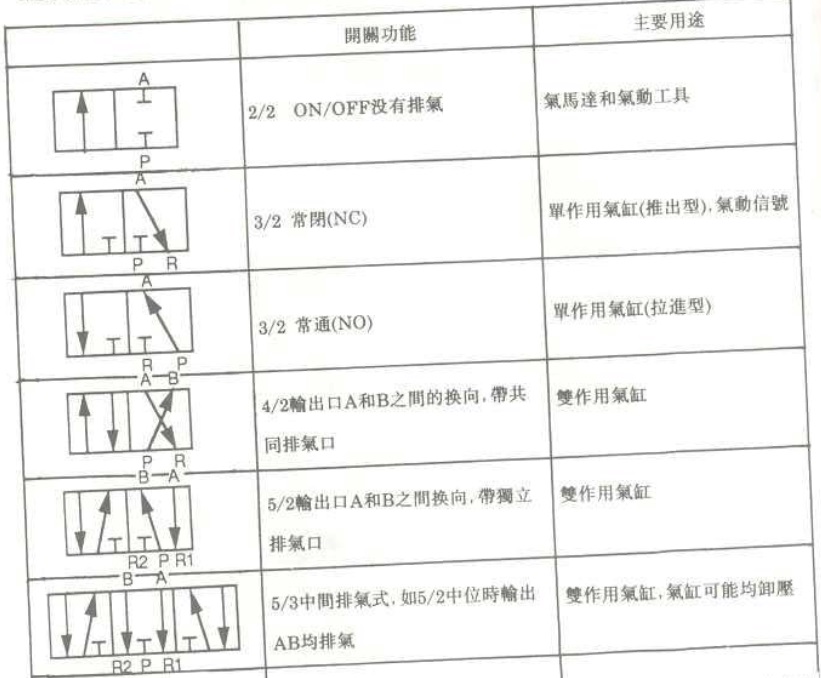 開關功能 主要用途
A
2/2 ON/OFF没有排氣 氣馬達和氣動工具
P
A
3/2 常閉(NC) 單作用氣缸(推出型),氣動信號
P R
A
3/2 常通(NO) 單作用氣缸(拉進型)
R P
A B
4/2輸出口A和B之間的换向,帶共 雙作用氣缸
同排氣口
P R
B A
5/2輸出口A和B之間换向,帶獨立 雙作用氣缸
排氣口
R2 P R1
B A
5/3中間排氣式,如5/2中位時輸出 雙作用氣缸,氣缸可能均卸壓
AB均排氣
R2 P R1